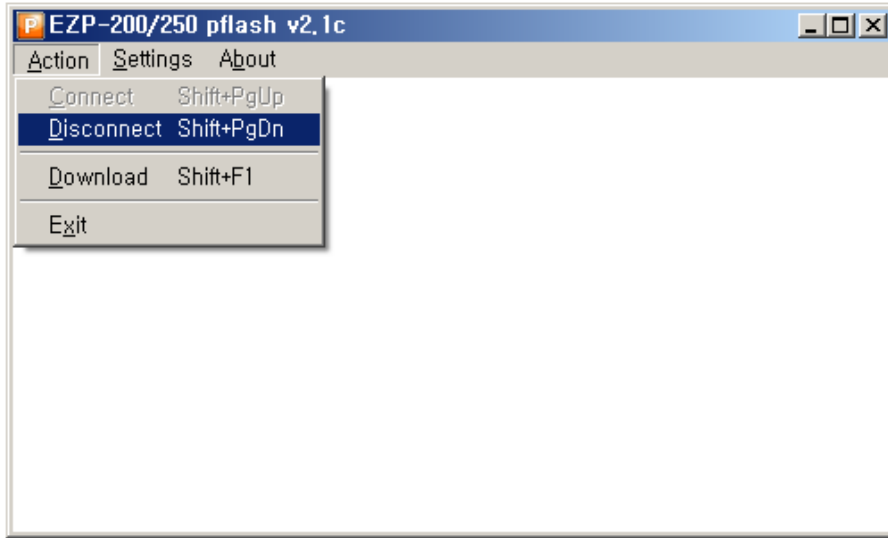 P EZP-200/250 pflash v2.1c
Action Settings About
Connect Shift+PgUp
Disconnect Shift+PgDn
Download Shift+F1
Exit